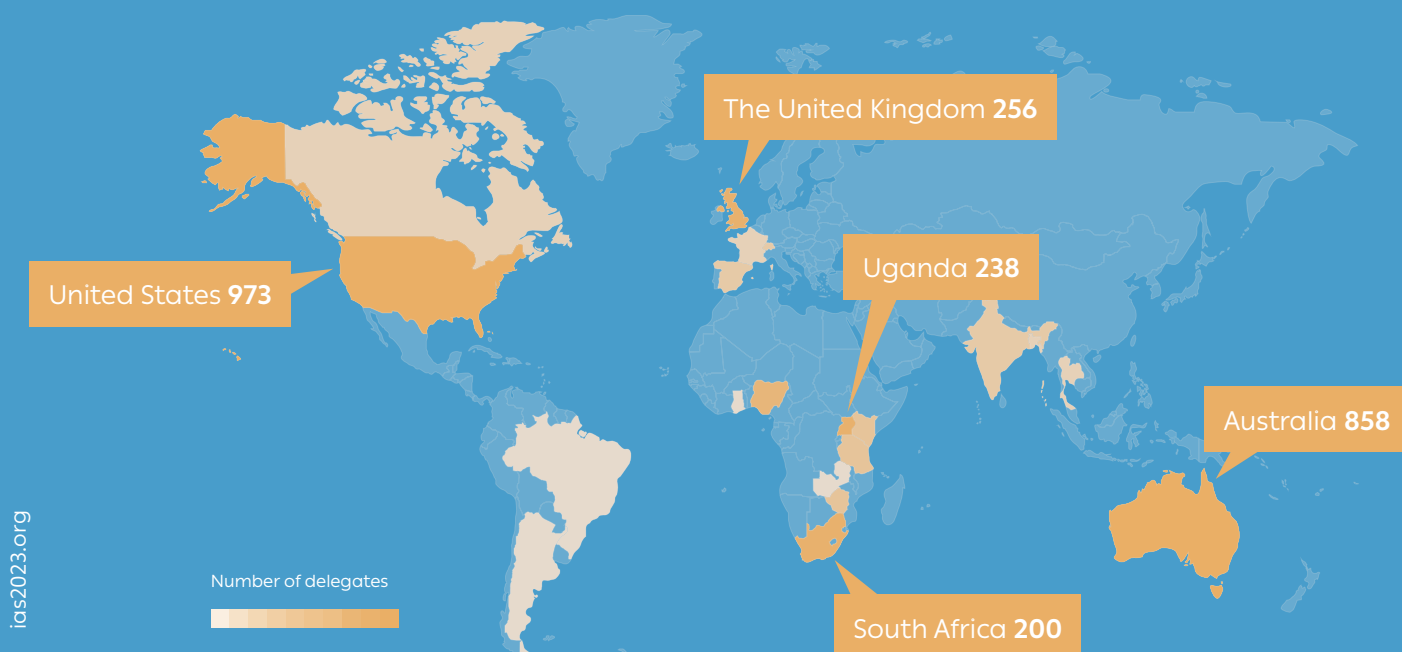 The United Kingdom 256
Uganda 238
United States 973
Australia 858
ias2023.org
Number of delegates
South Africa 200